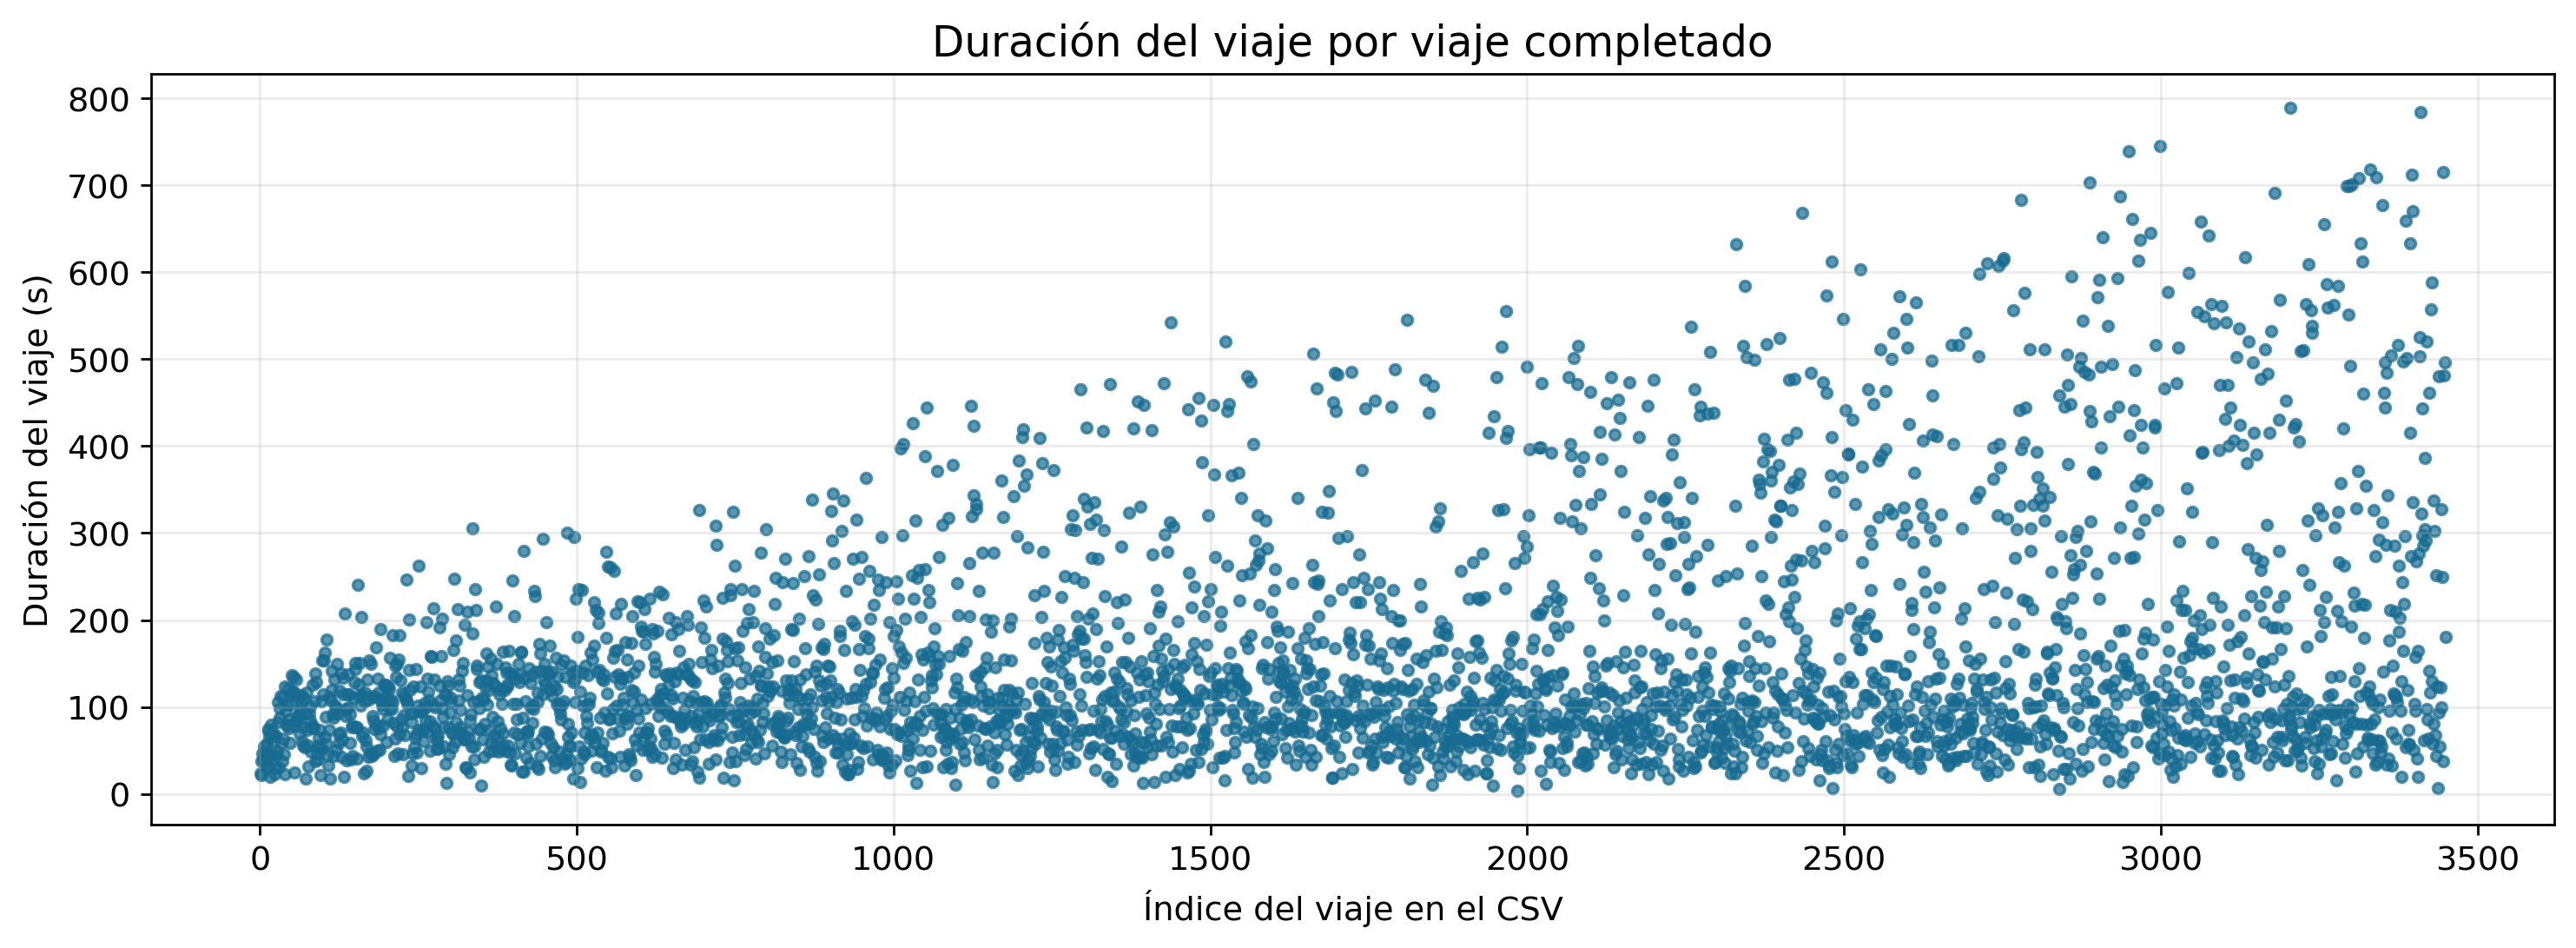 Duración del viaje por viaje completado
Duración del viaje (s)
800
700
600
500
400
300
200
100
0
0 500 1000 1500 2000 2500 3000 3500
Índice del viaje en el CSV